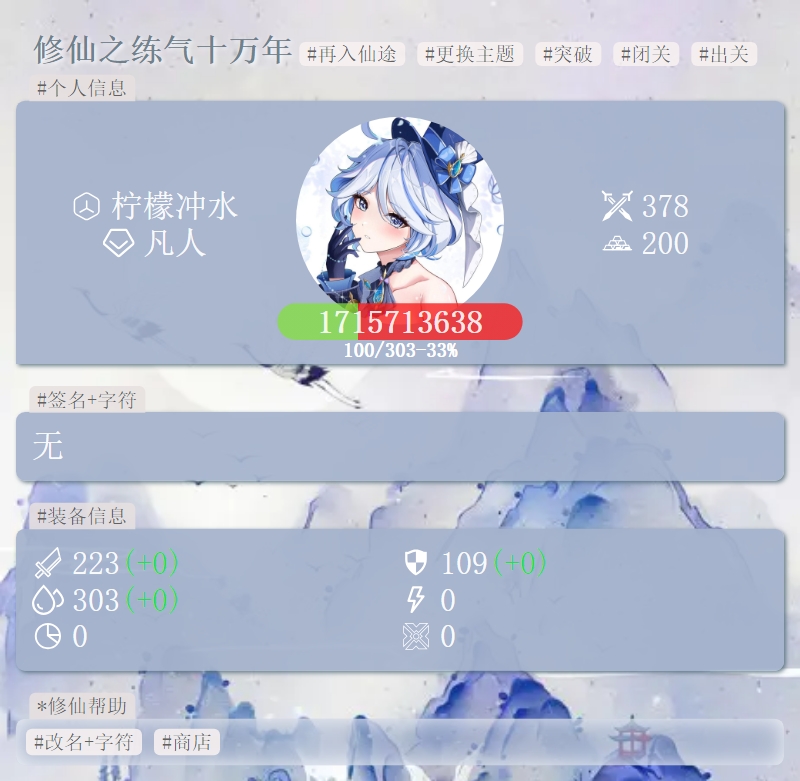 修仙之练气十万年 #再入仙途 #更换主题 #突破 #闭关 #出关
#个人信息
柠檬冲水 378
凡人 200
1715713638
100/303-33%
#签名+字符
无
#装备信息
223(+0) 109(+0)
303(+0) 0
0 0
*修仙帮助
#改名+字符 #商店